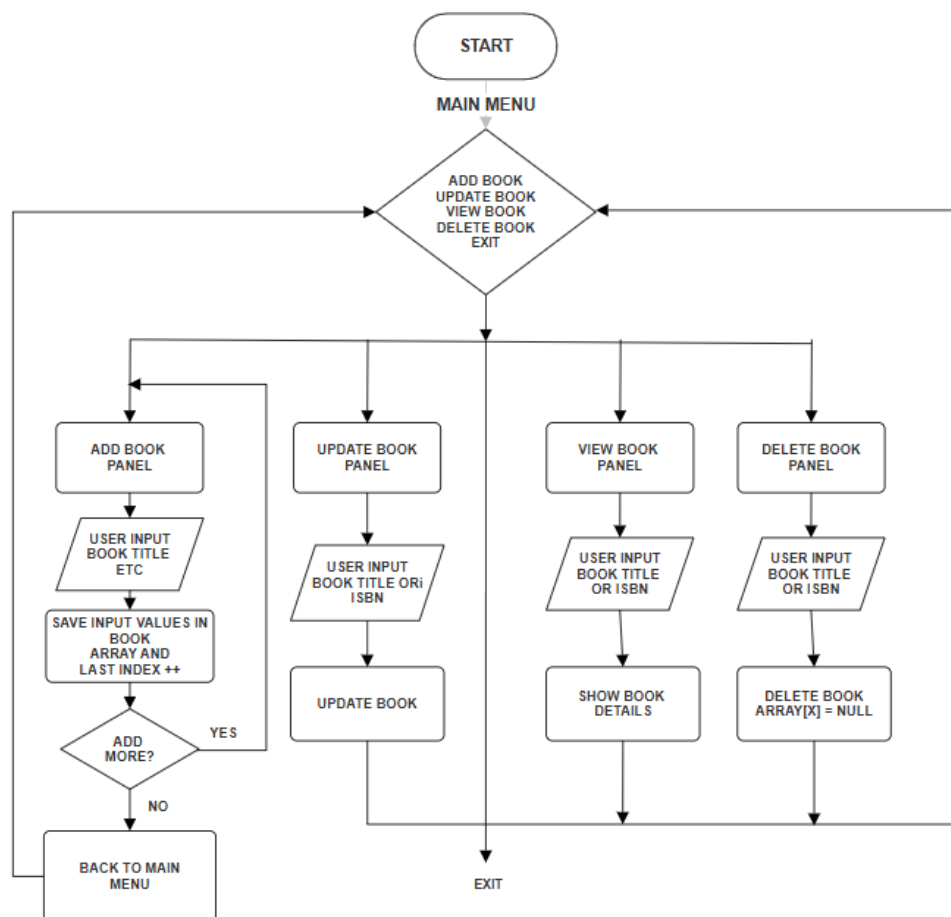 START
MAIN MENU
ADD BOOK
UPDATE BOOK
VIEW BOOK
DELETE BOOK
EXIT
ADD BOOK
PANEL
UPDATE BOOK
PANEL
VIEW BOOK
PANEL
DELETE BOOK
PANEL
USER INPUT
BOOK TITLE
ETC
USER INPUT
BOOK TITLE ORi
ISBN
USER INPUT
BOOK TITLE
OR ISBN
USER INPUT
BOOK TITLE
OR ISBN
SAVE INPUT VALUES IN
BOOK
ARRAY AND
LAST INDEX ++
UPDATE BOOK
SHOW BOOK
DETAILS
DELETE BOOK
ARRAY[X] = NULL
ADD
MORE?
YES
NO
BACK TO MAIN
MENU
EXIT